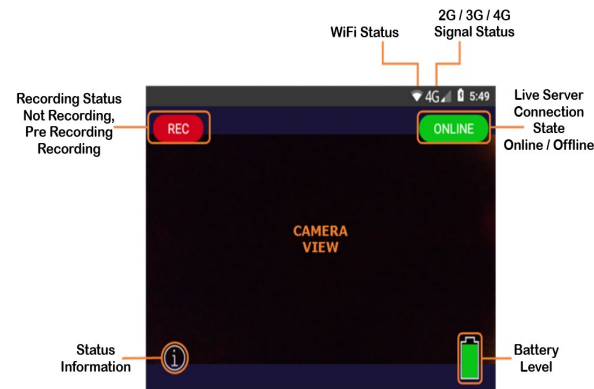 2G / 3G / 4G
WiFi Status
Signal Status
4G
5:49
Recording Status
Not Recording,
Pre Recording
Recording
REC
ONLINE
Live Server
Connection
State
Online / Offline
CAMERA
VIEW
Status
Information
i
Battery
Level